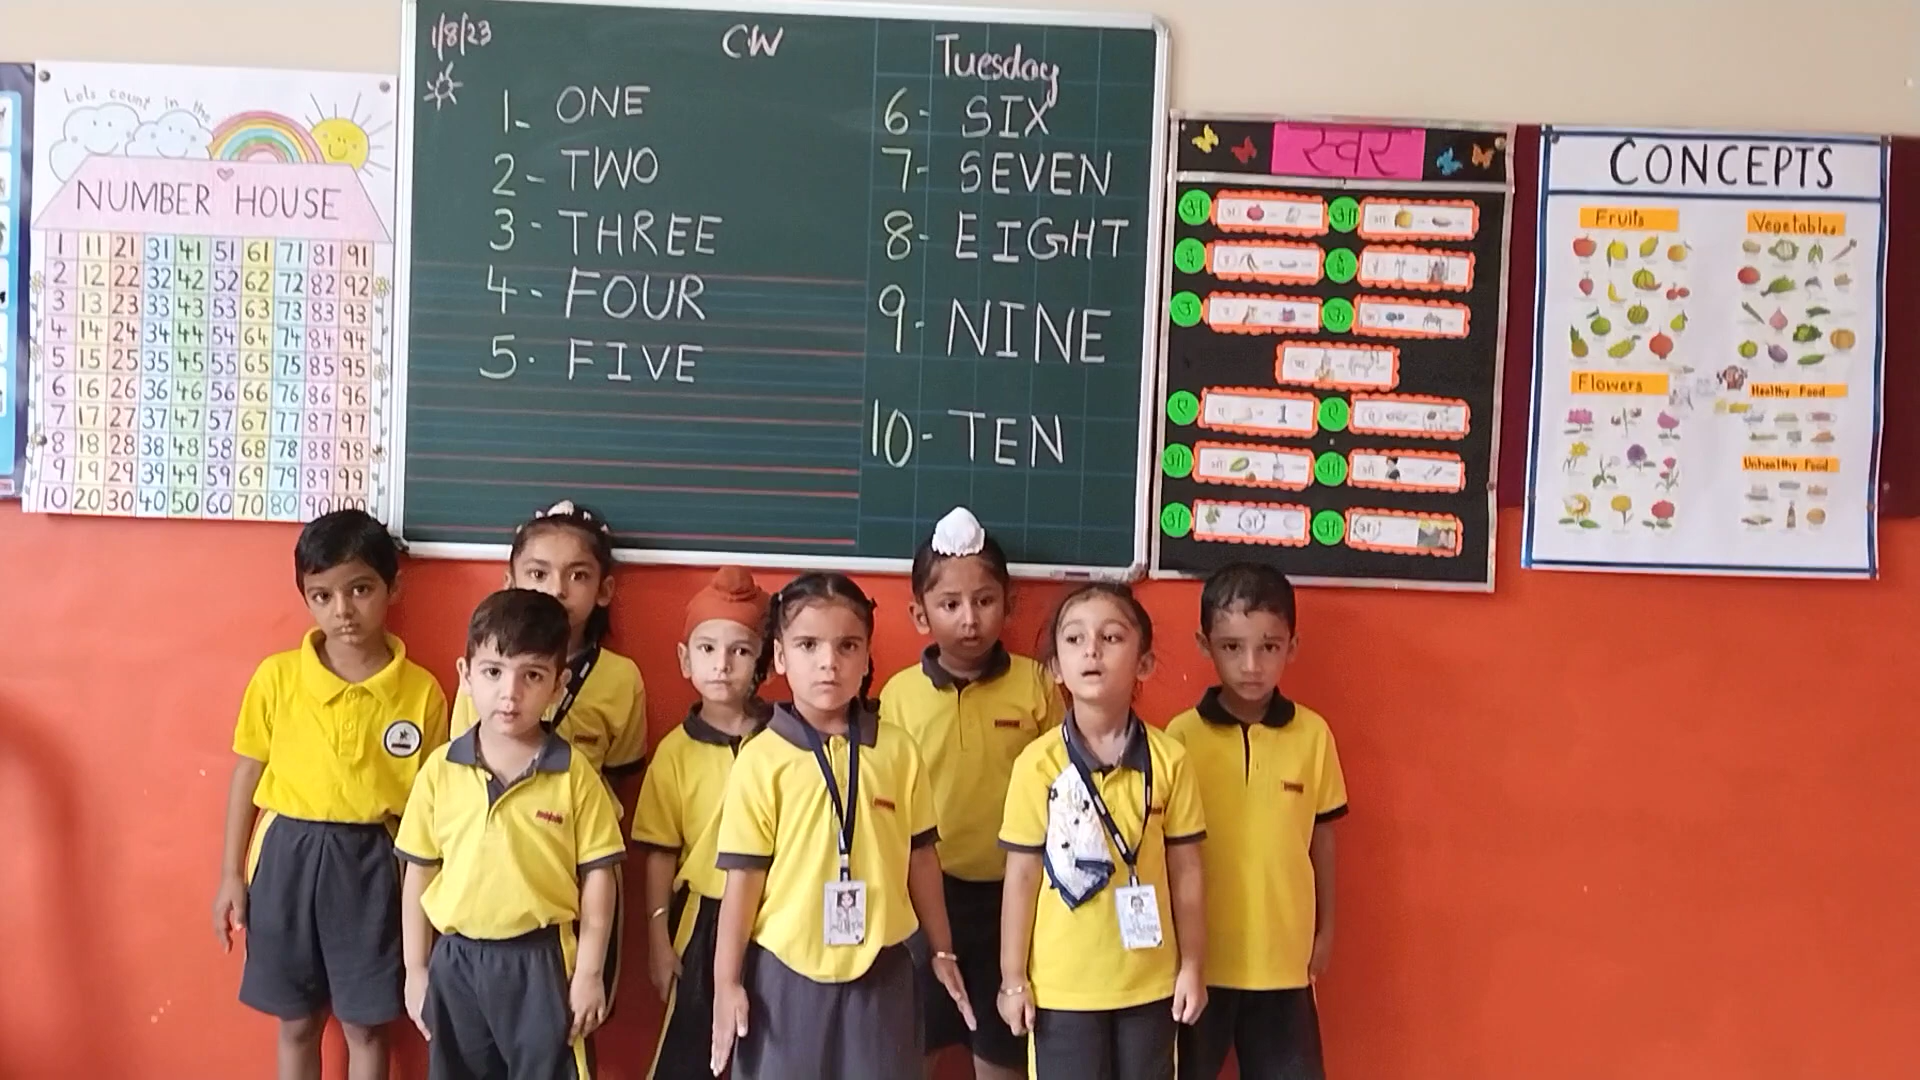 Lets count in the
NUMBER HOUSE
1 11 21 31 41 51 61 71 81 91
2 12 22 32 42 52 62 72 82 92
3 13 23 33 43 53 63 73 83 93
4 14 24 34 44 54 64 74 84 94
5 15 25 35 45 55 65 75 85 95
6 16 26 36 46 56 66 76 86 96
7 17 27 37 47 57 67 77 87 97
8 18 28 38 48 58 68 78 88 98
9 19 29 39 49 59 69 79 89 99
10 20 30 40 50 60 70 80 90 100
1/8/23
CW
Tuesday
1- ONE
2- TWO
3- THREE
4- FOUR
5- FIVE
6- SIX
7- SEVEN
8- EIGHT
9- NINE
10- TEN
स्वर
अ आ
इ ई
उ ऊ
ए ऐ
ओ औ
अं अः
CONCEPTS
Fruits
Vegetables
Flowers
Healthy Food
Unhealthy Food